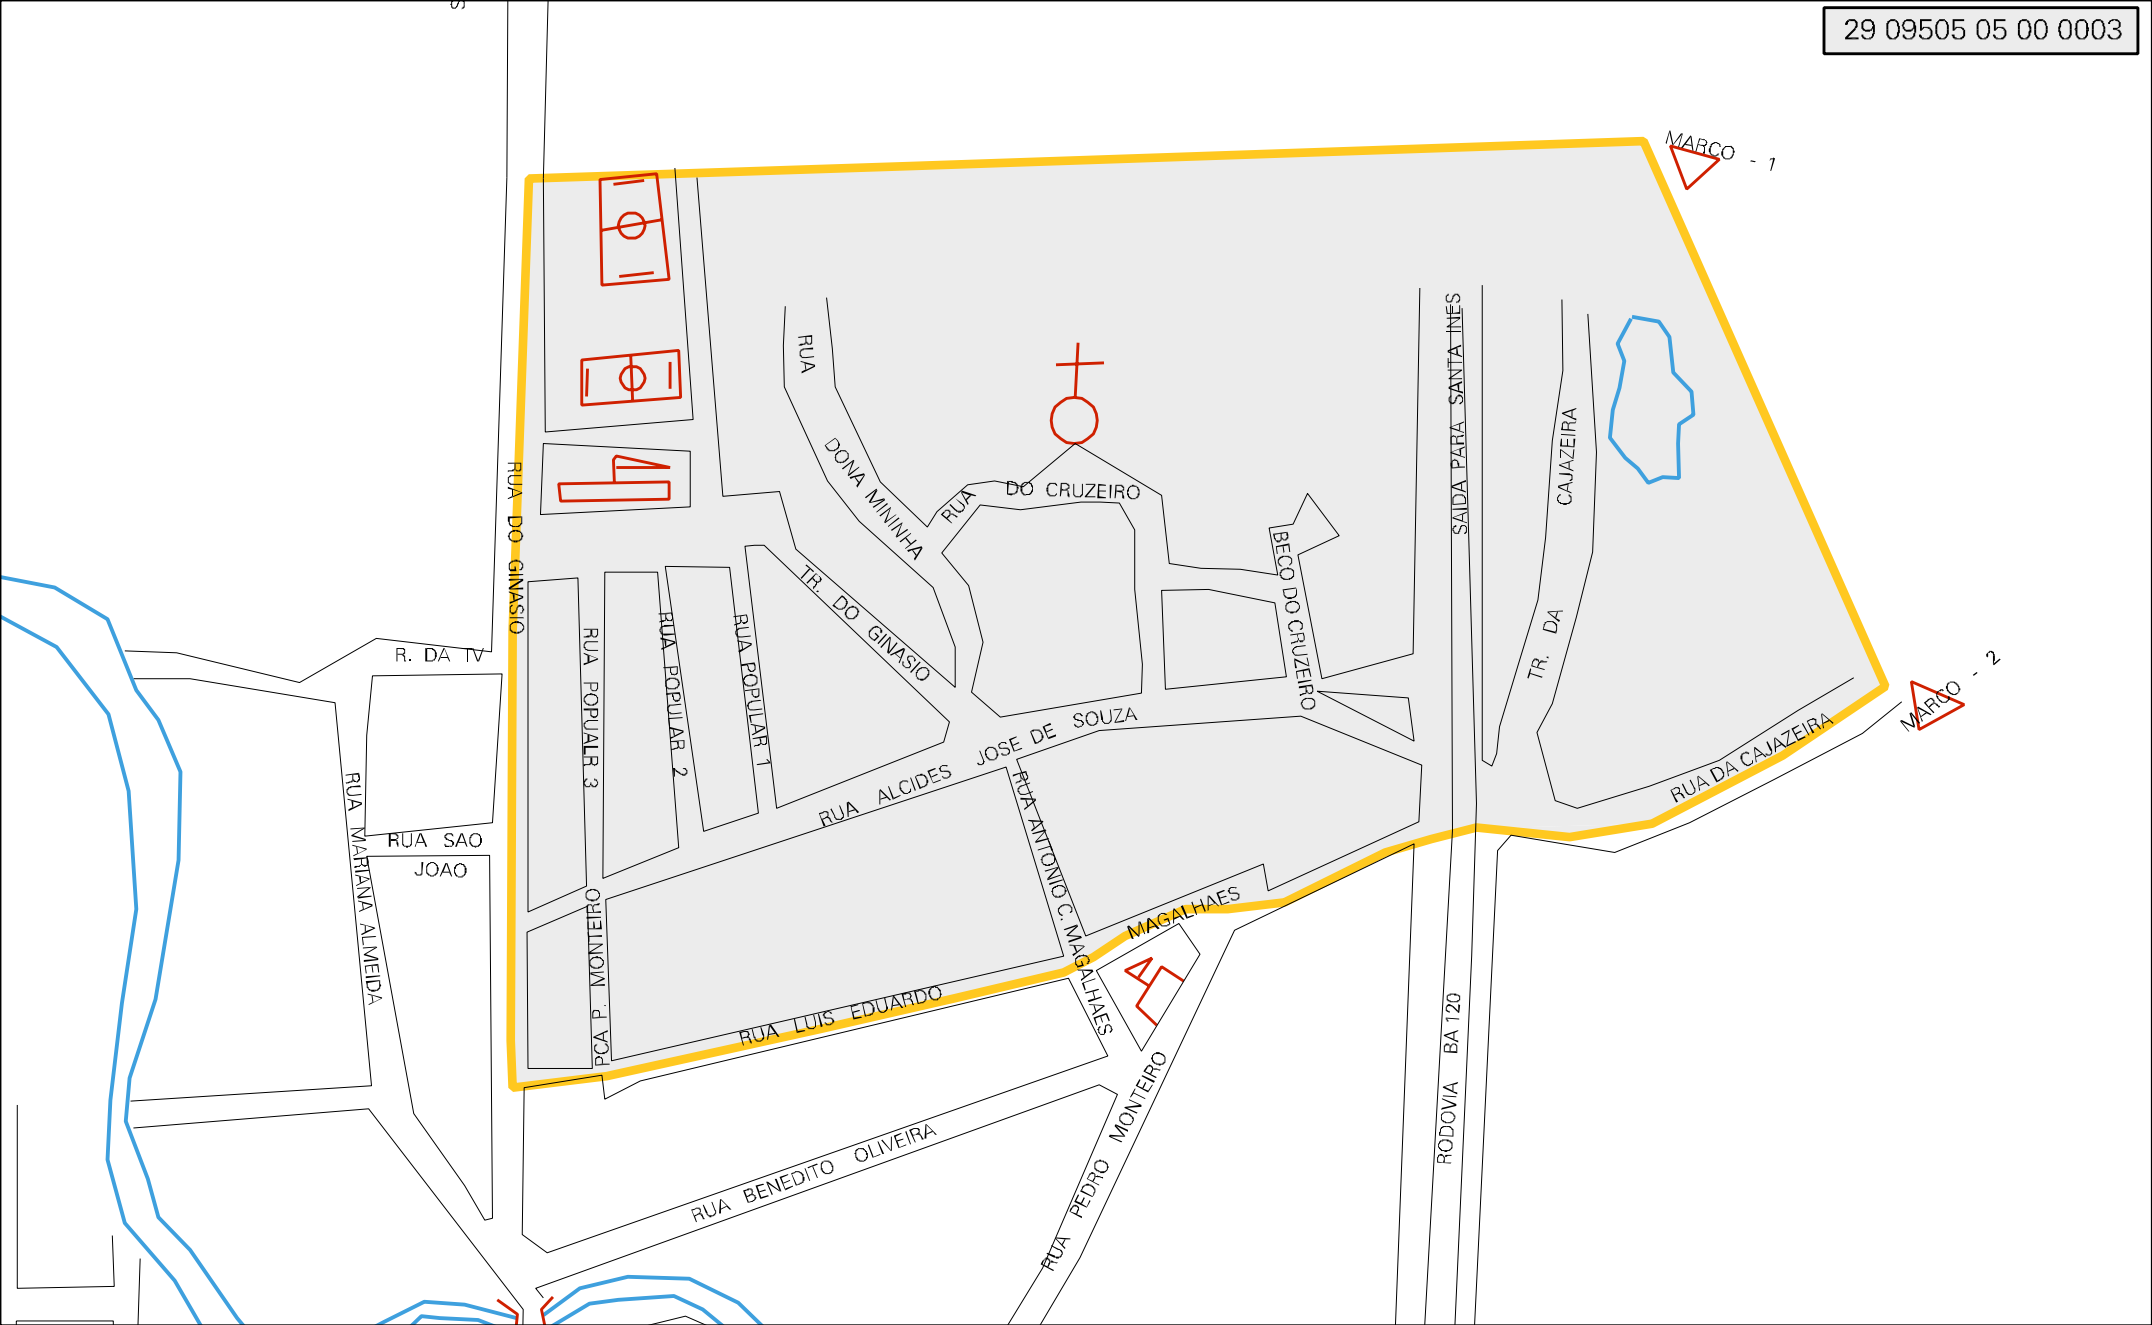 S
29 09505 05 00 0003
MARCO - 1
SAIDA PARA SANTA INES
RUA DONA MININHA
CAJAZEIRA
TR. DA
RUA DO GINASIO
RUA DO CRUZEIRO
BECO DO CRUZEIRO
TR. DO GINASIO
R. DA TV
RUA POPUALR 3
RUA POPULAR 2
RUA POPULAR 1
MARCO - 2
RUA ALCIDES JOSE DE SOUZA
RUA DA CAJAZEIRA
RUA MARIANA ALMEIDA
RUA SAO
JOAO
RUA ANTONIO C. MAGALHAES
PCA P. MONTEIRO
RUA LUIS EDUARDO MAGALHAES
RODOVIA BA 120
RUA PEDRO MONTEIRO
RUA BENEDITO OLIVEIRA